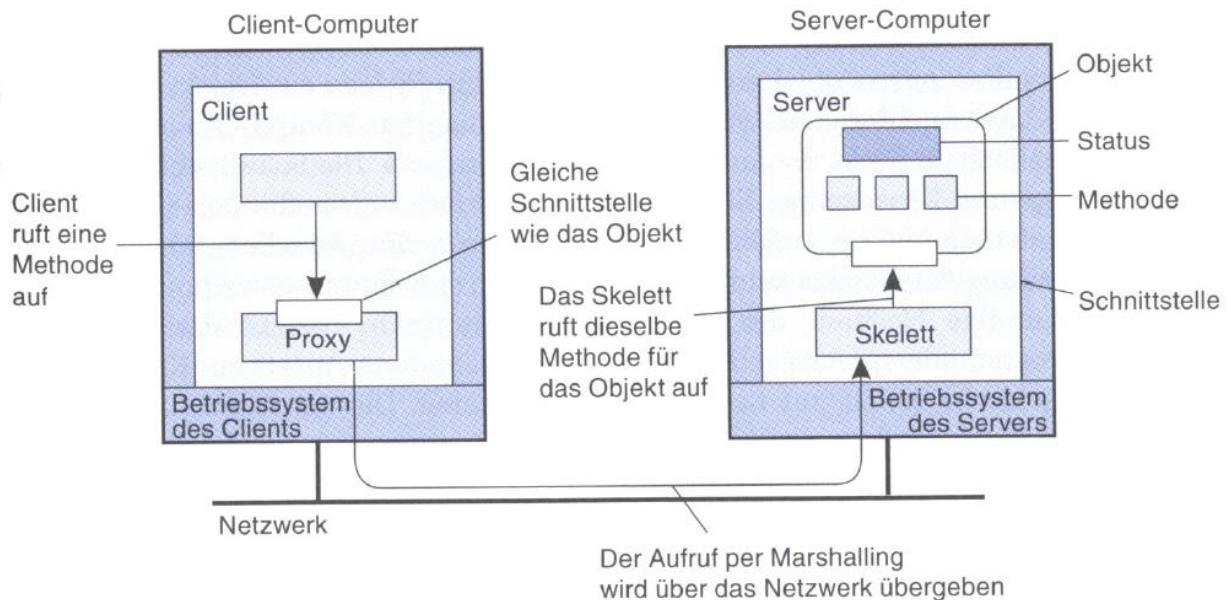 Client-Computer
Server-Computer
Objekt
Client
Server
Status
Gleiche
Schnittstelle
wie das Objekt
Methode
Client
ruft eine
Methode
auf
Das Skelett
ruft dieselbe
Methode für
das Objekt auf
Schnittstelle
Proxy
Skelett
Betriebssystem
des Clients
Betriebssystem
des Servers
Netzwerk
Der Aufruf per Marshalling
wird über das Netzwerk übergeben